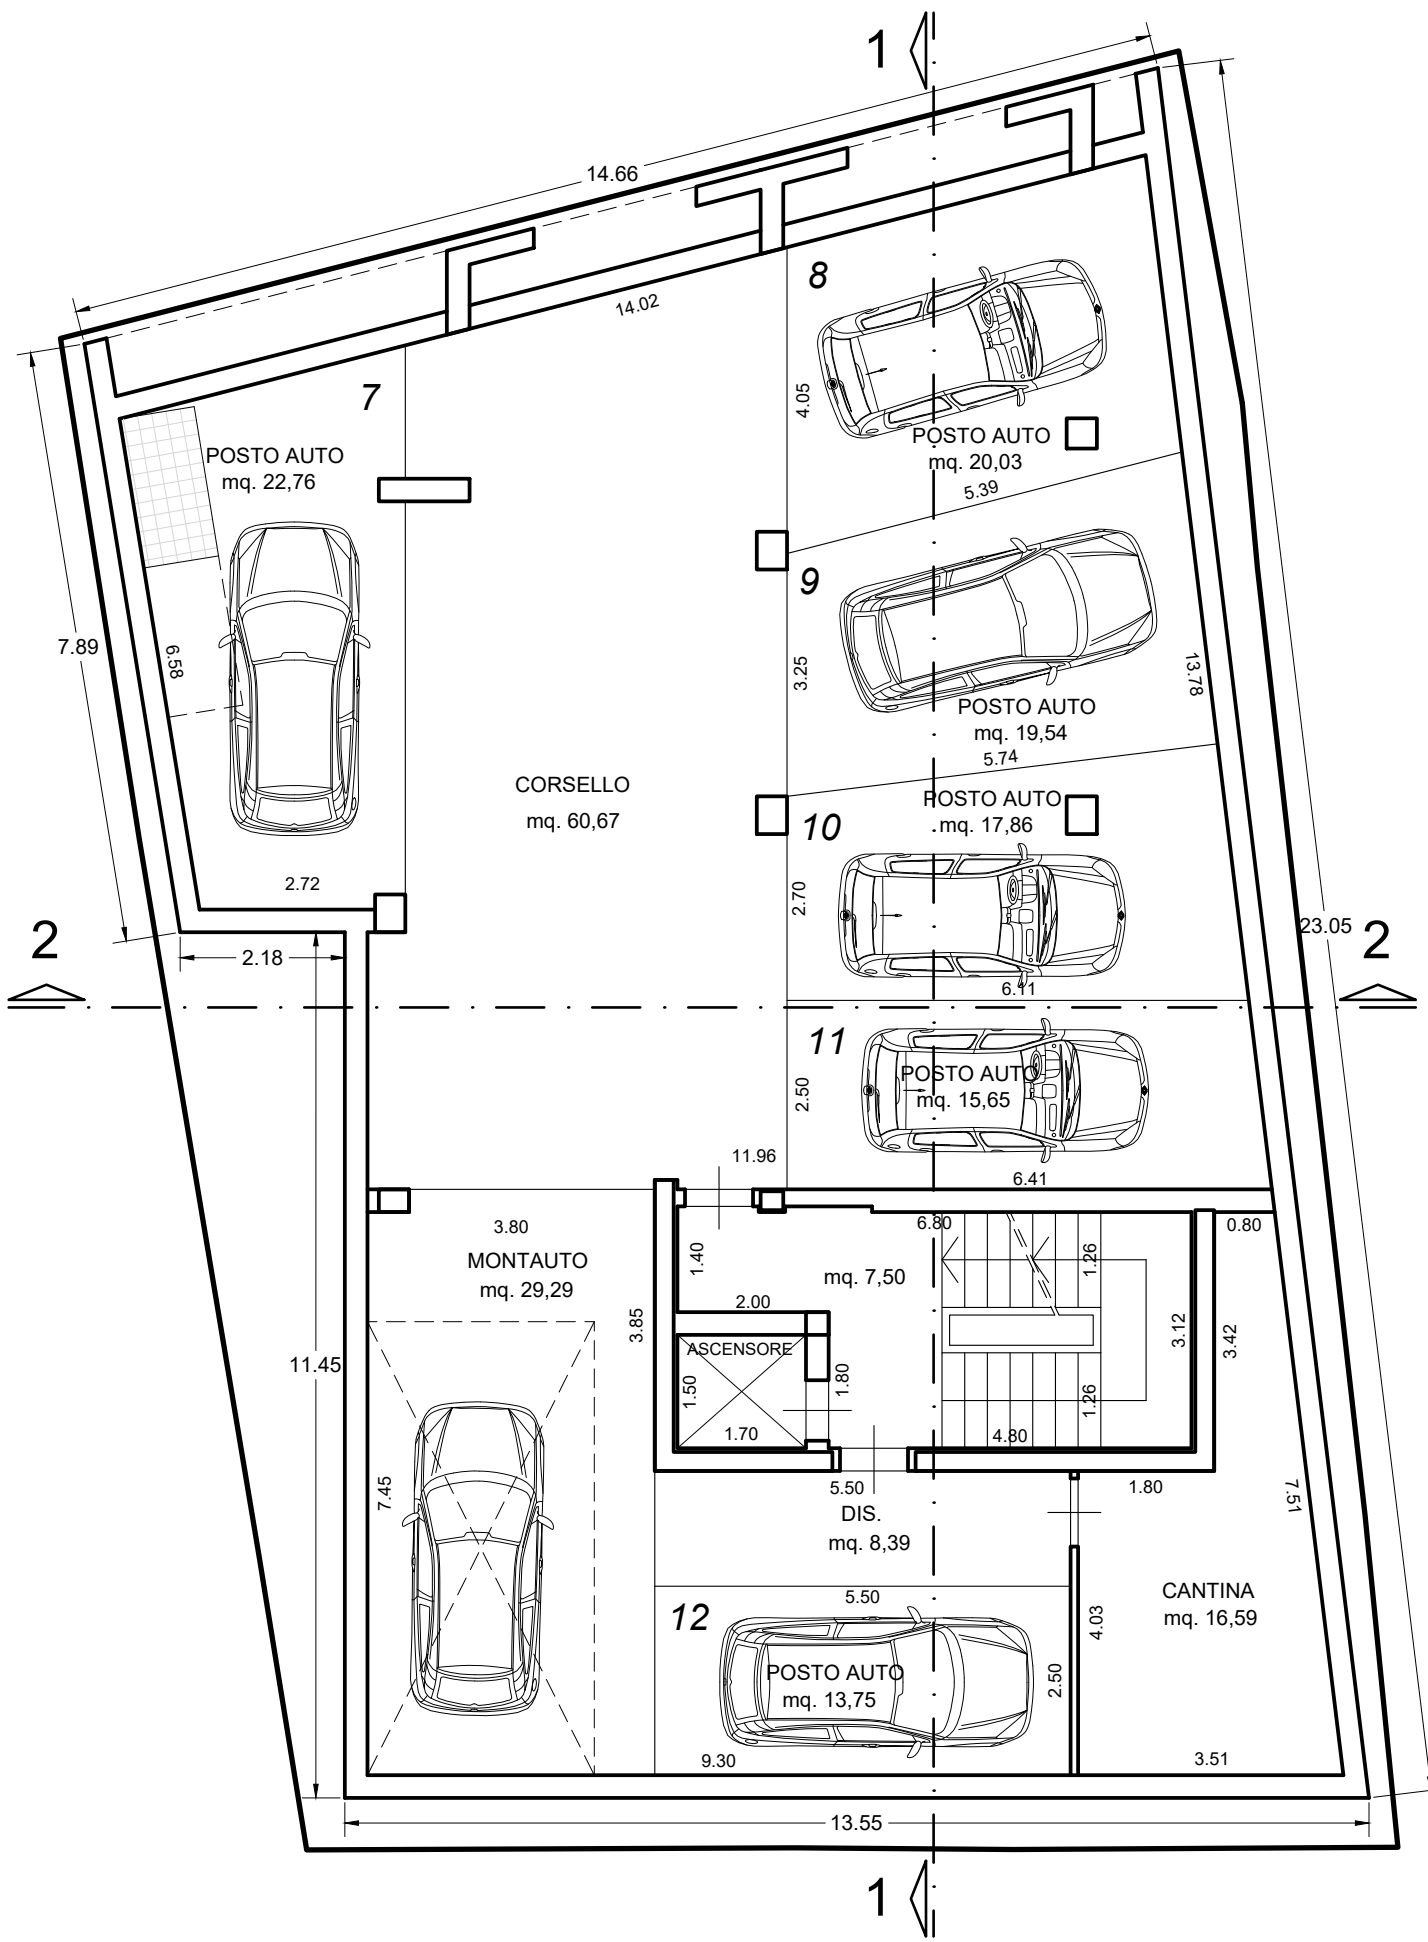 1
14.66
14.02
8
4.05
POSTO AUTO
mq. 20,03
5.39
7
POSTO AUTO
mq. 22,76
7.89
6.58
9
3.25
13.78
POSTO AUTO
mq. 19,54
5.74
CORSELLO
mq. 60,67
POSTO AUTO
mq. 17,86
10
2.70
2.72
2
2.18
23.05
2
6.11
11
POSTO AUTO
mq. 15,65
2.50
11.96
6.41
3.80
6.80
0.80
MONTAUTO
mq. 29,29
1.40
mq. 7,50
1.26
2.00
3.85
3.12
3.42
ASCENSORE
11.45
1.50
1.80
1.26
1.70
4.80
7.45
5.50
1.80
7.51
DIS.
mq. 8,39
CANTINA
mq. 16,59
5.50
12
4.03
POSTO AUTO
mq. 13,75
2.50
9.30
3.51
13.55
1